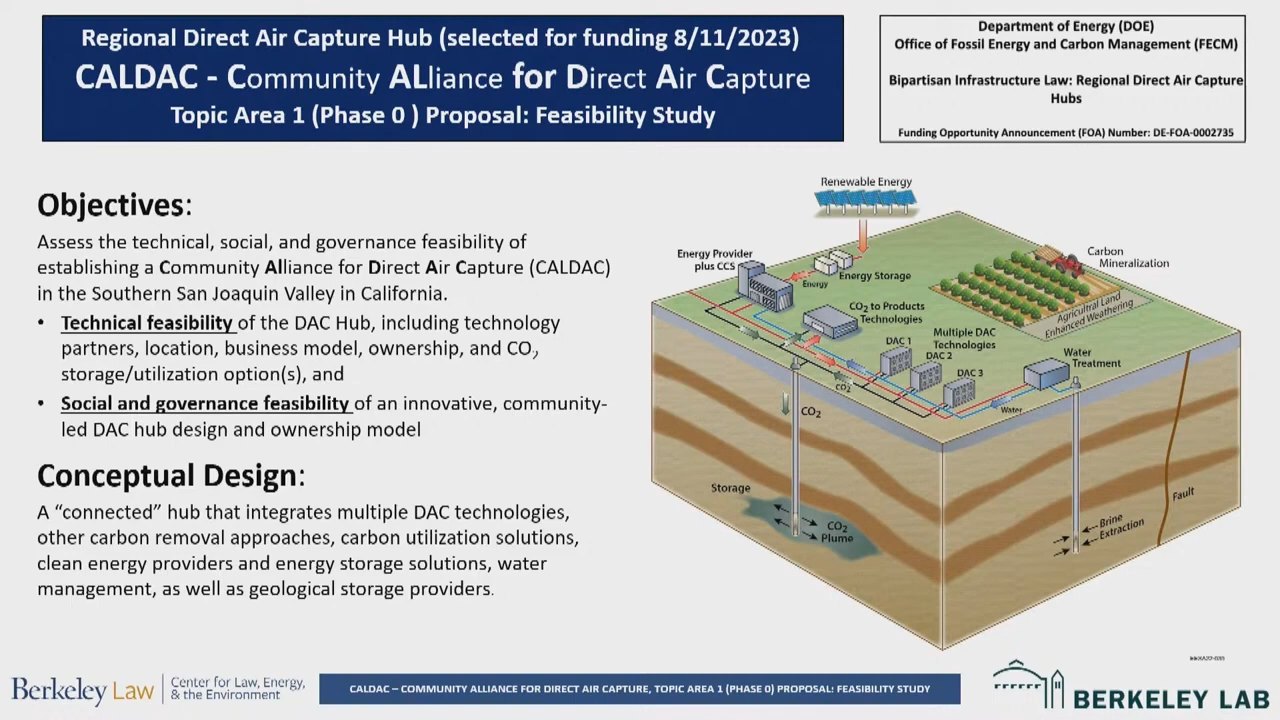 Regional Direct Air Capture Hub (selected for funding 8/11/2023)
CALDAC - Community ALliance for Direct Air Capture
Topic Area 1 (Phase 0 ) Proposal: Feasibility Study
Department of Energy (DOE)
Office of Fossil Energy and Carbon Management (FECM)
Bipartisan Infrastructure Law: Regional Direct Air Capture
Hubs
Funding Opportunity Announcement (FOA) Number: DE-FOA-0002735
Objectives:
Assess the technical, social, and governance feasibility of
establishing a Community Alliance for Direct Air Capture (CALDAC)
in the Southern San Joaquin Valley in California.
• Technical feasibility of the DAC Hub, including technology
partners, location, business model, ownership, and CO₂
storage/utilization option(s), and
• Social and governance feasibility of an innovative, community-
led DAC hub design and ownership model
Conceptual Design:
A “connected” hub that integrates multiple DAC technologies,
other carbon removal approaches, carbon utilization solutions,
clean energy providers and energy storage solutions, water
management, as well as geological storage providers.
Renewable Energy
Energy Provider
plus CCS
Energy
Energy Storage
CO₂ to Products
Technologies
Carbon
Mineralization
Agricultral Land
Enhanced Weathering
Multiple DAC
Technologies
DAC 1
DAC 2
DAC 3
Water
Treatment
Water
CO₂
CO₂
Storage
CO₂
Plume
Brine
Extraction
Fault
Berkeley Law
Center for Law, Energy,
& the Environment
CALDAC – COMMUNITY ALLIANCE FOR DIRECT AIR CAPTURE, TOPIC AREA 1 (PHASE 0) PROPOSAL: FEASIBILITY STUDY
BERKELEY LAB